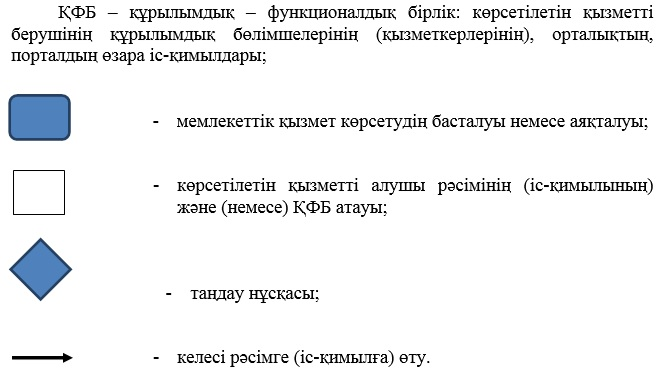 ҚФБ – құрылымдық – функционалдық бірлік: көрсетілетін қызметті
берушінің құрылымдық бөлімшелерінің (қызметкерлерінің), орталықтың,
порталдың өзара іс-қимылдары;
- мемлекеттік қызмет көрсетудің басталуы немесе аяқталуы;
- көрсетілетін қызметті алушы рәсімінің (іс-қимылының)
және (немесе) ҚФБ атауы;
- таңдау нұсқасы;
- келесі рәсімге (іс-қимылға) өту.